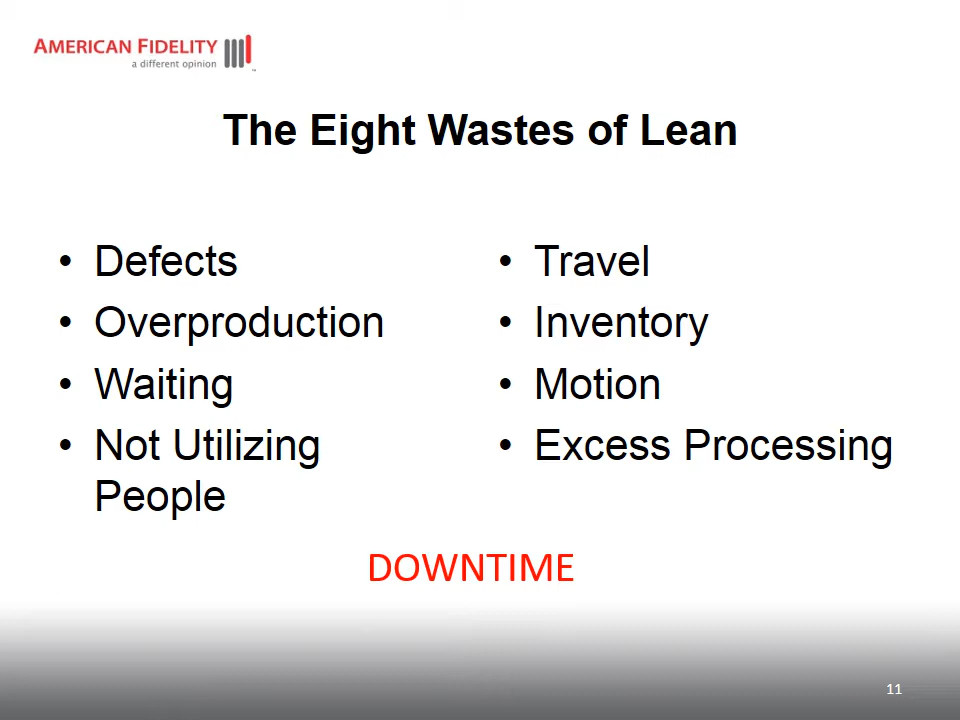 AMERICAN FIDELITY
a different opinion
The Eight Wastes of Lean
• Defects
• Overproduction
• Waiting
• Not Utilizing
People
• Travel
• Inventory
• Motion
• Excess Processing
DOWNTIME
11